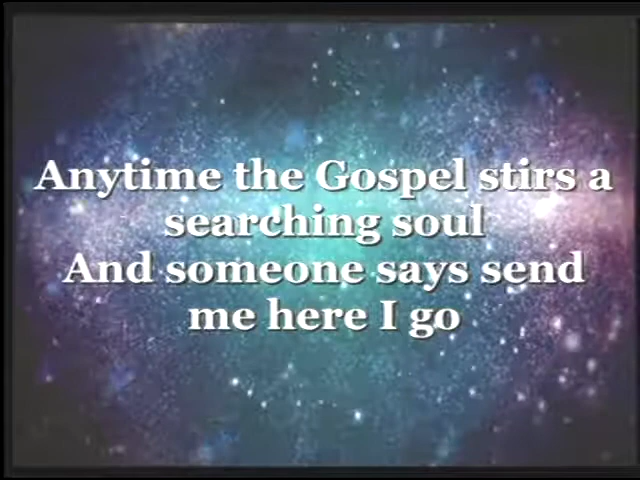 Anytime the Gospel stirs a
searching soul
And someone says send
me here I go